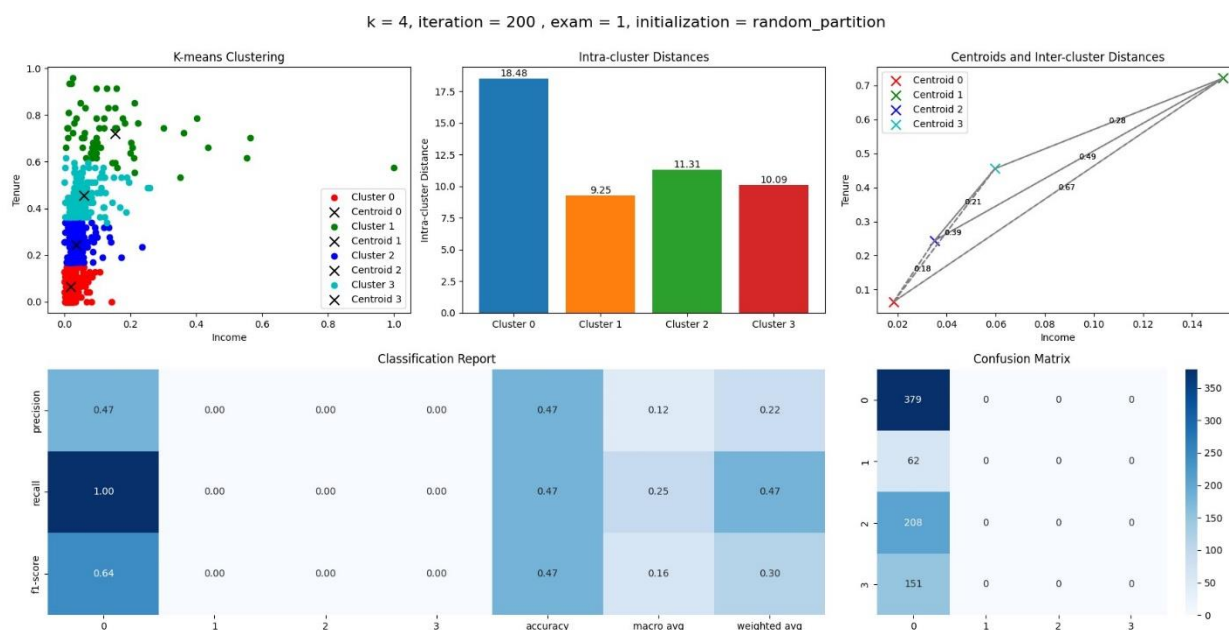 k = 4, iteration = 200 , exam = 1, initialization = random_partition
K-means Clustering
1.0
0.8
0.6
0.4
0.2
0.0
Tenure
0.0 0.2 0.4 0.6 0.8 1.0
Income
Cluster 0
Centroid 0
Cluster 1
Centroid 1
Cluster 2
Centroid 2
Cluster 3
Centroid 3
Intra-cluster Distances
17.5
15.0
12.5
10.0
7.5
5.0
2.5
0.0
Intra-cluster Distance
18.48
9.25
11.31
10.09
Cluster 0 Cluster 1 Cluster 2 Cluster 3
Centroids and Inter-cluster Distances
Centroid 0
Centroid 1
Centroid 2
Centroid 3
0.7
0.6
0.5
0.4
0.3
0.2
0.1
Tenure
0.28
0.49
0.67
0.21
0.39
0.18
0.02 0.04 0.06 0.08 0.10 0.12 0.14
Income
Classification Report
precision 0.47 0.00 0.00 0.00 0.47 0.12 0.22
recall 1.00 0.00 0.00 0.00 0.47 0.25 0.47
f1-score 0.64 0.00 0.00 0.00 0.47 0.16 0.30
0 1 2 3 accuracy macro avg weighted avg
Confusion Matrix
0 379 0 0 0
1 62 0 0 0
2 208 0 0 0
3 151 0 0 0
0 1 2 3
350
300
250
200
150
100
50
0